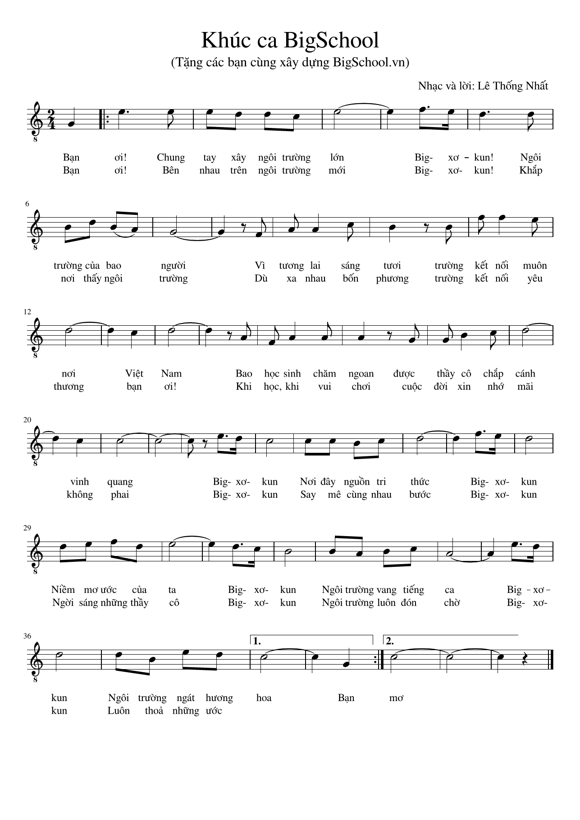 Khúc ca BigSchool
(Tặng các bạn cùng xây dựng BigSchool.vn)
Nhạc và lời: Lê Thống Nhất
Bạn ơi! Chung tay xây ngôi trường lớn Big- xơ - kun! Ngôi
Bạn ơi! Bên nhau trên ngôi trường mới Big- xơ- kun! Khắp
6
trường của bao người Vì tương lai sáng tươi trường kết nối muôn
nơi thấy ngôi trường Dù xa nhau bốn phương trường kết nối yêu
12
nơi Việt Nam Bao học sinh chăm ngoan được thầy cô chắp cánh
thương bạn ơi! Khi học, khi vui chơi cuộc đời xin nhớ mãi
20
vinh quang Big- xơ- kun Nơi đây nguồn tri thức Big- xơ- kun
không phai Big- xơ- kun Say mê cùng nhau bước Big- xơ- kun
29
Niềm mơ ước của ta Big- xơ- kun Ngôi trường vang tiếng ca Big - xơ -
Ngời sáng những thầy cô Big- xơ- kun Ngôi trường luôn đón chờ Big- xơ-
36
1. 2.
kun Ngôi trường ngát hương hoa Bạn mơ
kun Luôn thoả những ước